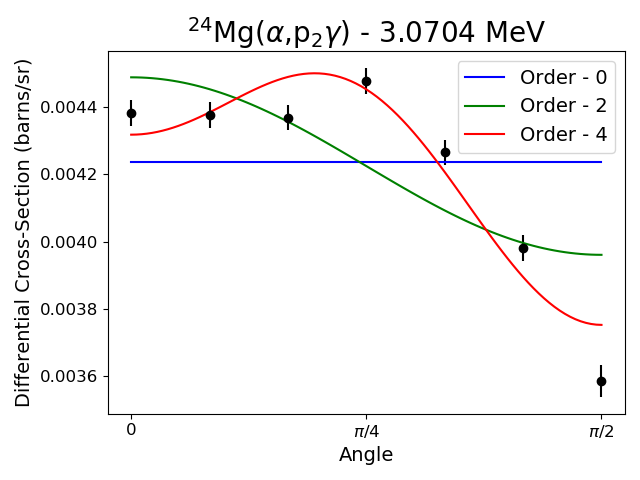 ²⁴Mg(α,p₂γ) - 3.0704 MeV
Differential Cross-Section (barns/sr)
0.0044
0.0042
0.0040
0.0038
0.0036
Order - 0
Order - 2
Order - 4
0
π/4
π/2
Angle